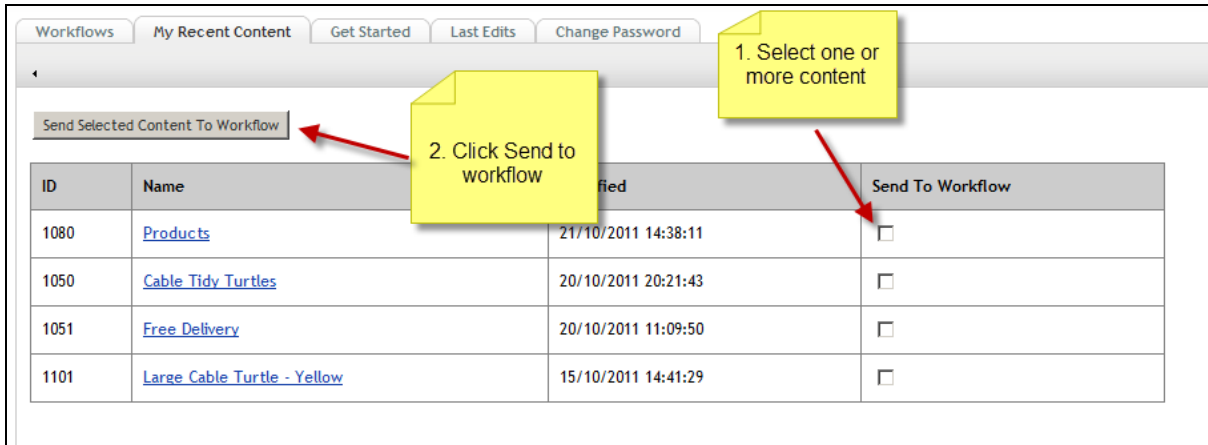 Workflows My Recent Content Get Started Last Edits Change Password
1. Select one or
more content
Send Selected Content To Workflow
2. Click Send to
workflow
ID Name fied Send To Workflow
1080 Products 21/10/2011 14:38:11
1050 Cable Tidy Turtles 20/10/2011 20:21:43
1051 Free Delivery 20/10/2011 11:09:50
1101 Large Cable Turtle - Yellow 15/10/2011 14:41:29